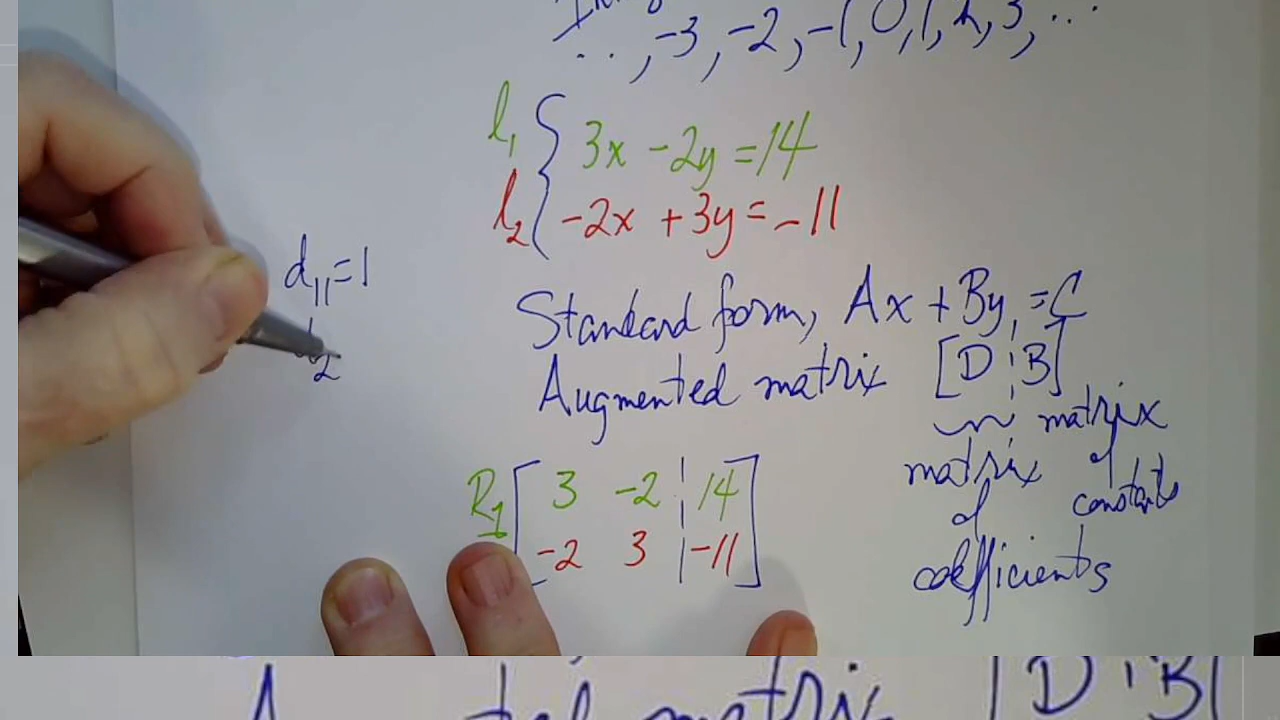 .., -3, -2, -1, 0, 1, 2, 3, ...
l₁ { 3x - 2y = 14
l₂ { -2x + 3y = -11
d₁₁ = 1
Standard form, Ax + By = C
d₂
Augmented matrix [D ¦ B]
matrix of coefficients
matrix of constants
R₁ [ 3 -2 ¦ 14 ]
[ -2 3 ¦ -11 ]